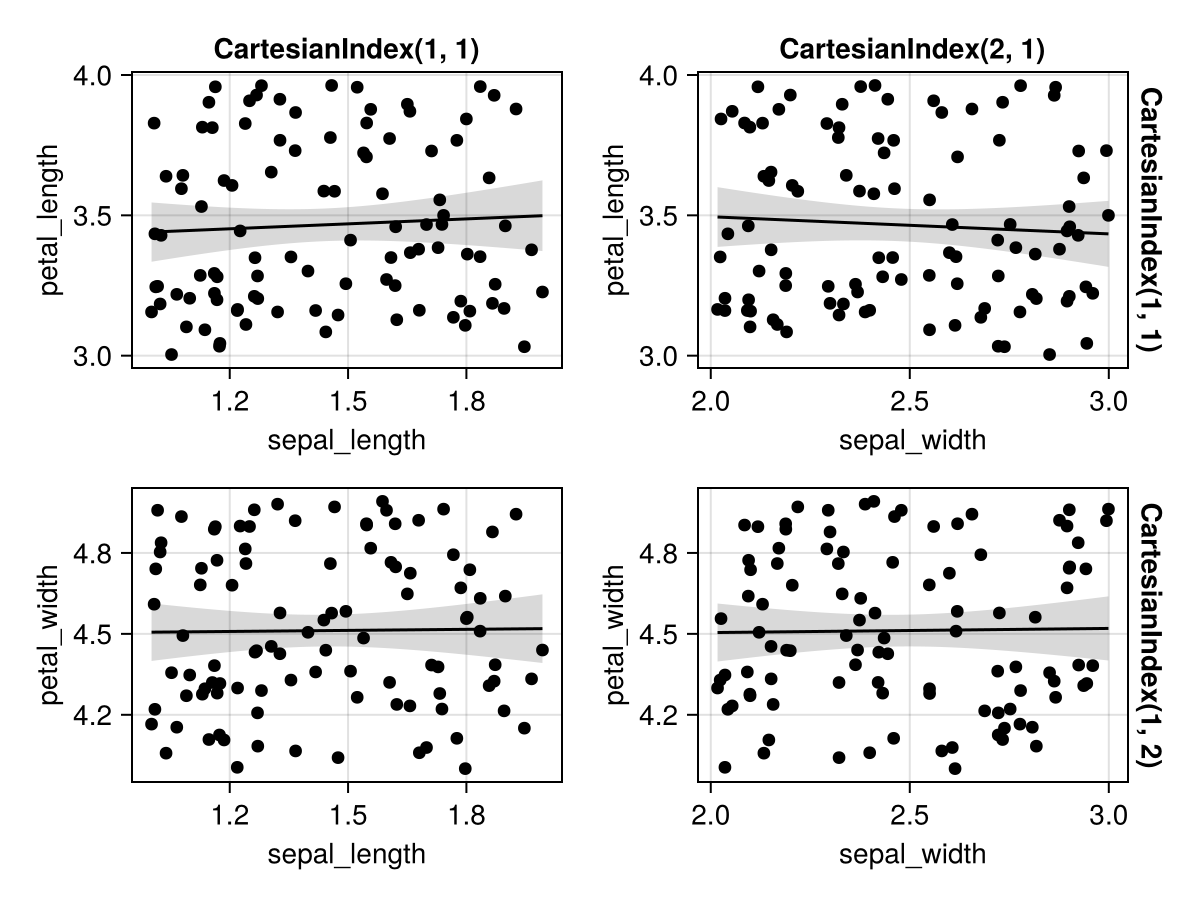 CartesianIndex(1, 1)
CartesianIndex(2, 1)
petal_length
4.0
3.5
3.0
1.2 1.5 1.8
sepal_length
petal_length
4.0
3.5
3.0
2.0 2.5 3.0
sepal_width
CartesianIndex(1, 1)
petal_width
4.8
4.5
4.2
1.2 1.5 1.8
sepal_length
petal_width
4.8
4.5
4.2
2.0 2.5 3.0
sepal_width
CartesianIndex(1, 2)